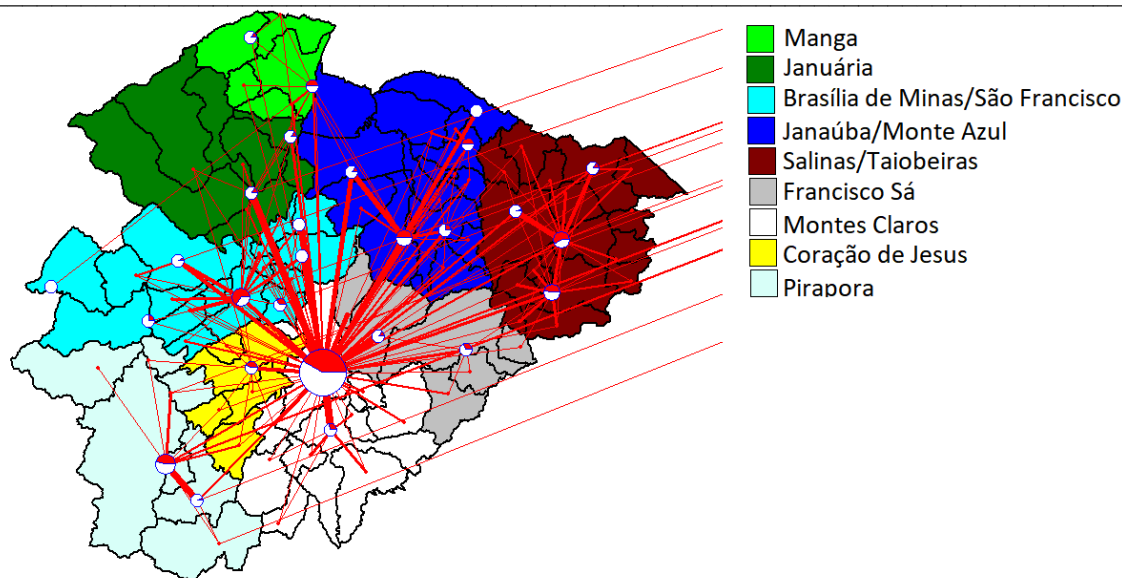 Manga
Januária
Brasília de Minas/São Francisco
Janaúba/Monte Azul
Salinas/Taiobeiras
Francisco Sá
Montes Claros
Coração de Jesus
Pirapora